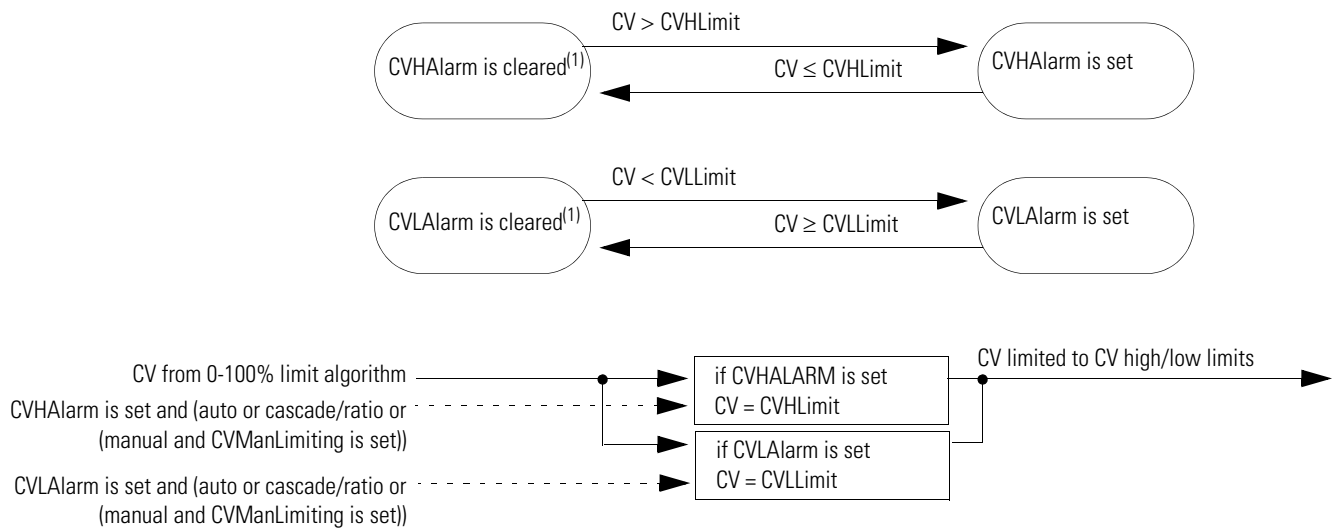 CV > CVHLimit
CVHAlarm is cleared(1)
CV ≤ CVHLimit
CVHAlarm is set
CV < CVLLimit
CVLAlarm is cleared(1)
CV ≥ CVLLimit
CVLAlarm is set
CV from 0-100% limit algorithm
CVHAlarm is set and (auto or cascade/ratio or
(manual and CVManLimiting is set))
CVLAlarm is set and (auto or cascade/ratio or
(manual and CVManLimiting is set))
if CVHALARM is set
CV = CVHLimit
if CVLAlarm is set
CV = CVLLimit
CV limited to CV high/low limits